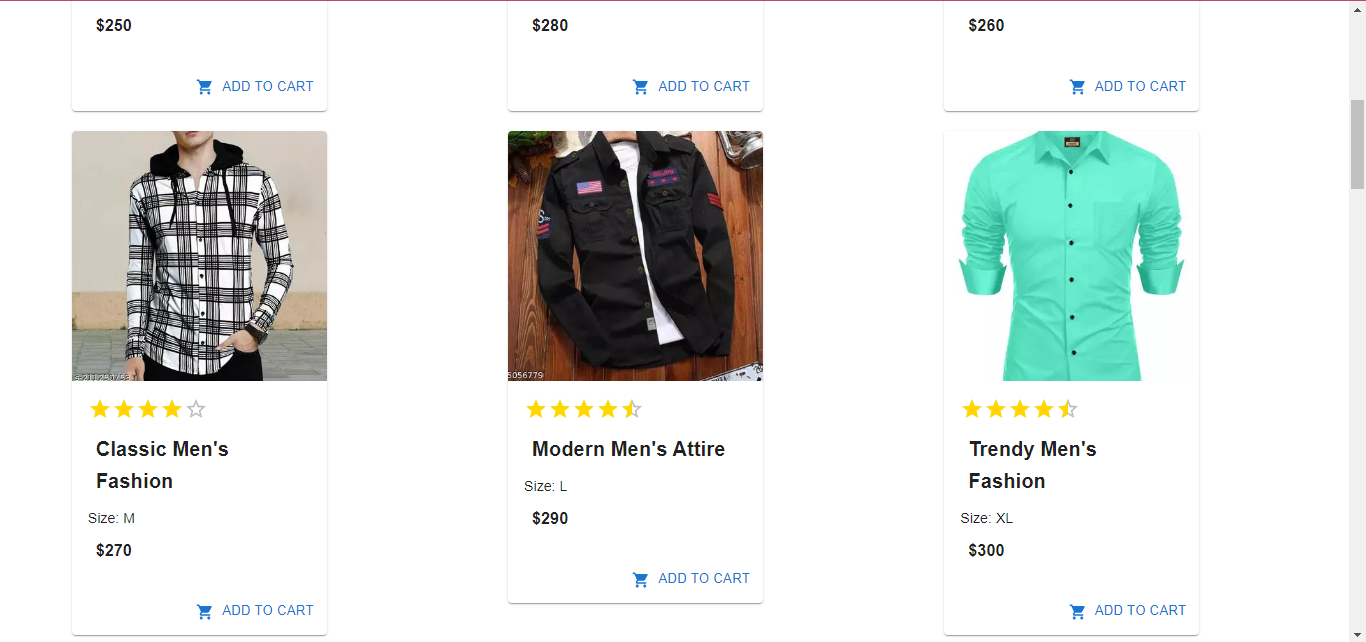 $250
$280
$260
ADD TO CART
ADD TO CART
ADD TO CART
5056779
Classic Men's
Fashion
Size: M
$270
ADD TO CART
Modern Men's Attire
Size: L
$290
ADD TO CART
Trendy Men's
Fashion
Size: XL
$300
ADD TO CART